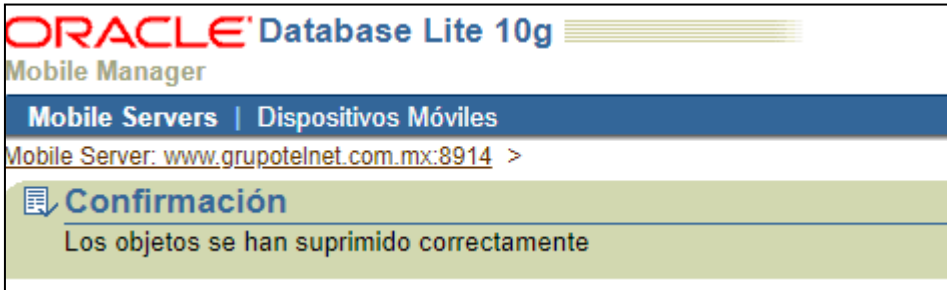 ORACLE Database Lite 10g
Mobile Manager
Mobile Servers | Dispositivos Móviles
Mobile Server: www.grupotelnet.com.mx:8914 >
Confirmación
Los objetos se han suprimido correctamente